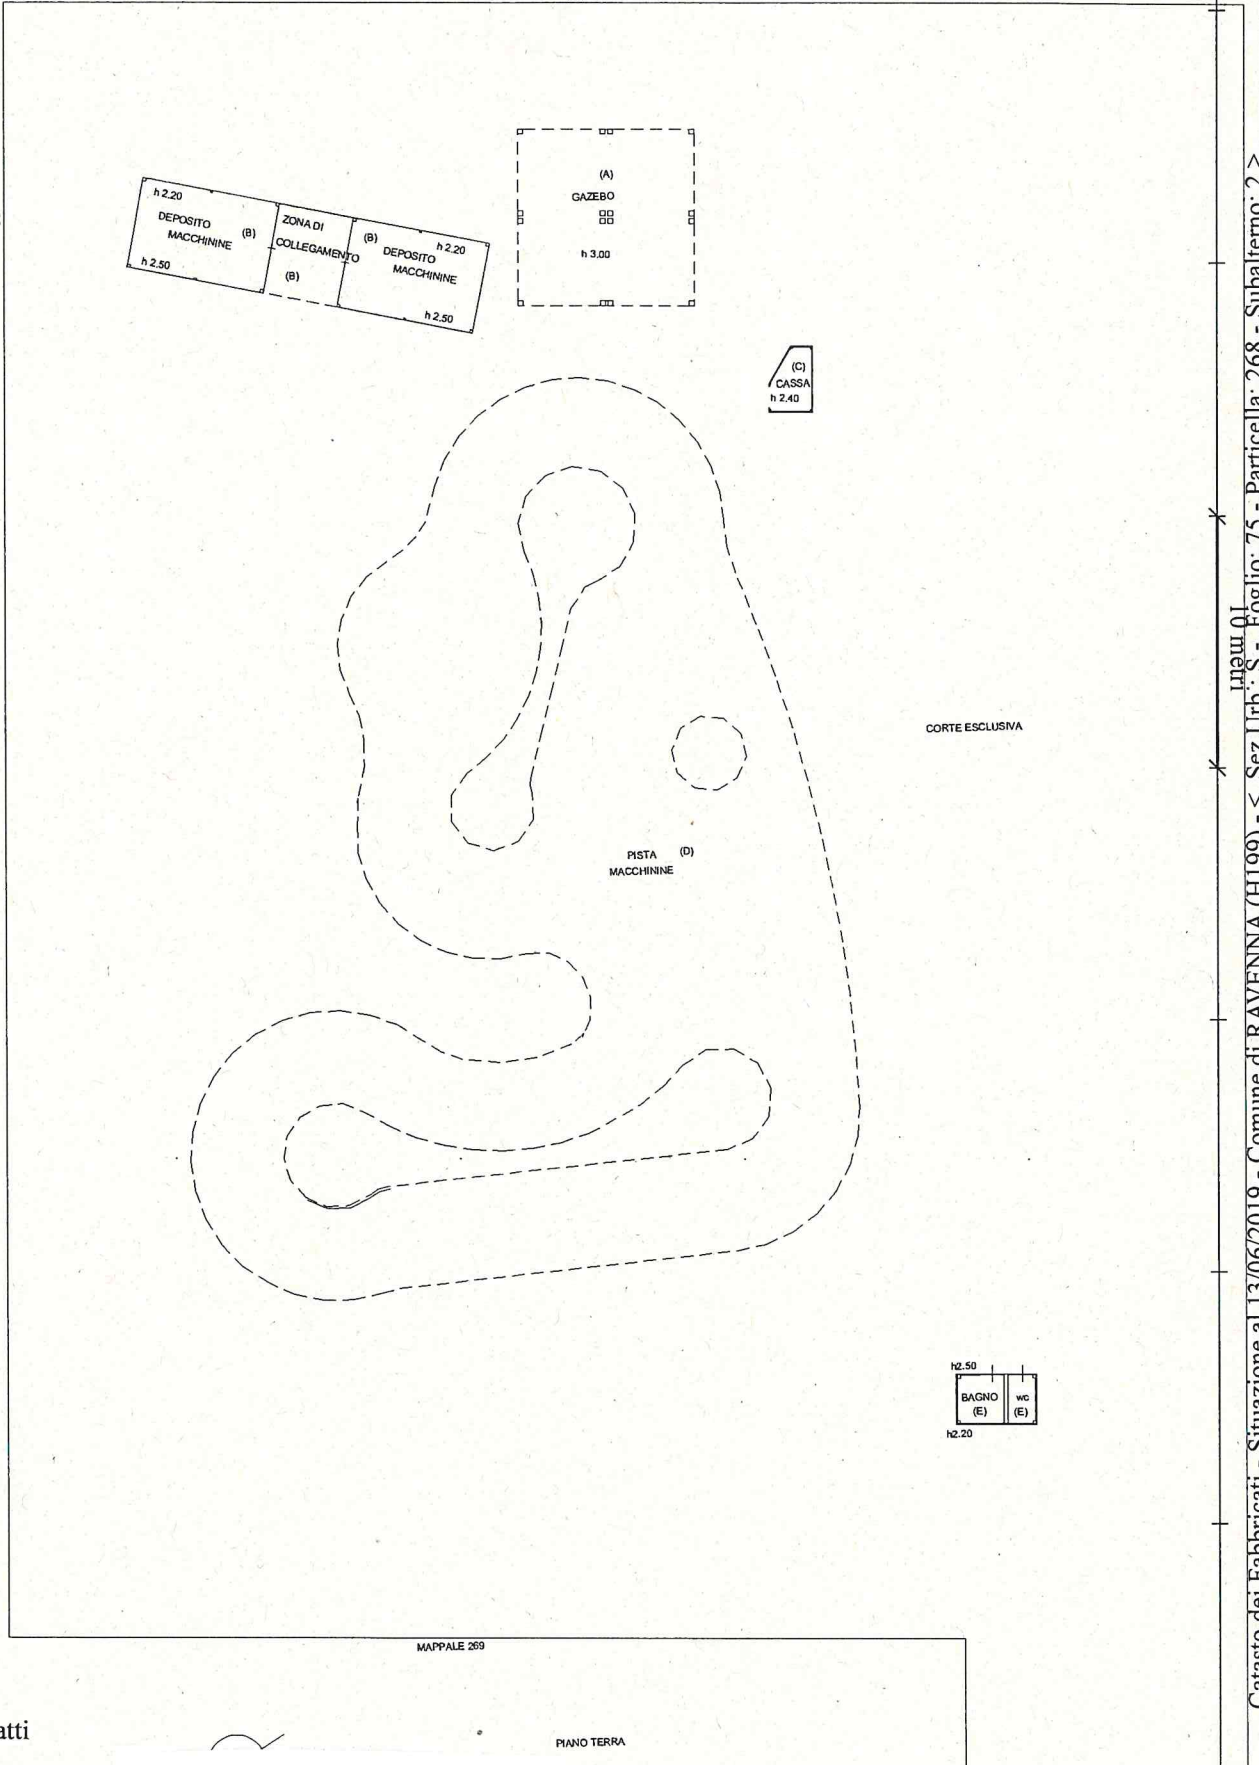 (A)
GAZEBO
h 3.00
h 2.20
DEPOSITO
MACCHININE
(B)
h 2.50
ZONA DI
COLLEGAMENTO
(B)
(B)
h 2.20
DEPOSITO
MACCHININE
h 2.50
(C)
CASSA
h 2.40
CORTE ESCLUSIVA
PISTA (D)
MACCHININE
h2.50
BAGNO
(E)
wc
(E)
h2.20
MAPPALE 269
PIANO TERRA
atti
10 metri
Catasto dei Fabbricati - Situazione al 13/06/2019 - Comune di RAVENNA (H199) - < Sez.Urb.: S - Foglio: 75 - Particella: 268 - Subalterno: 2 >